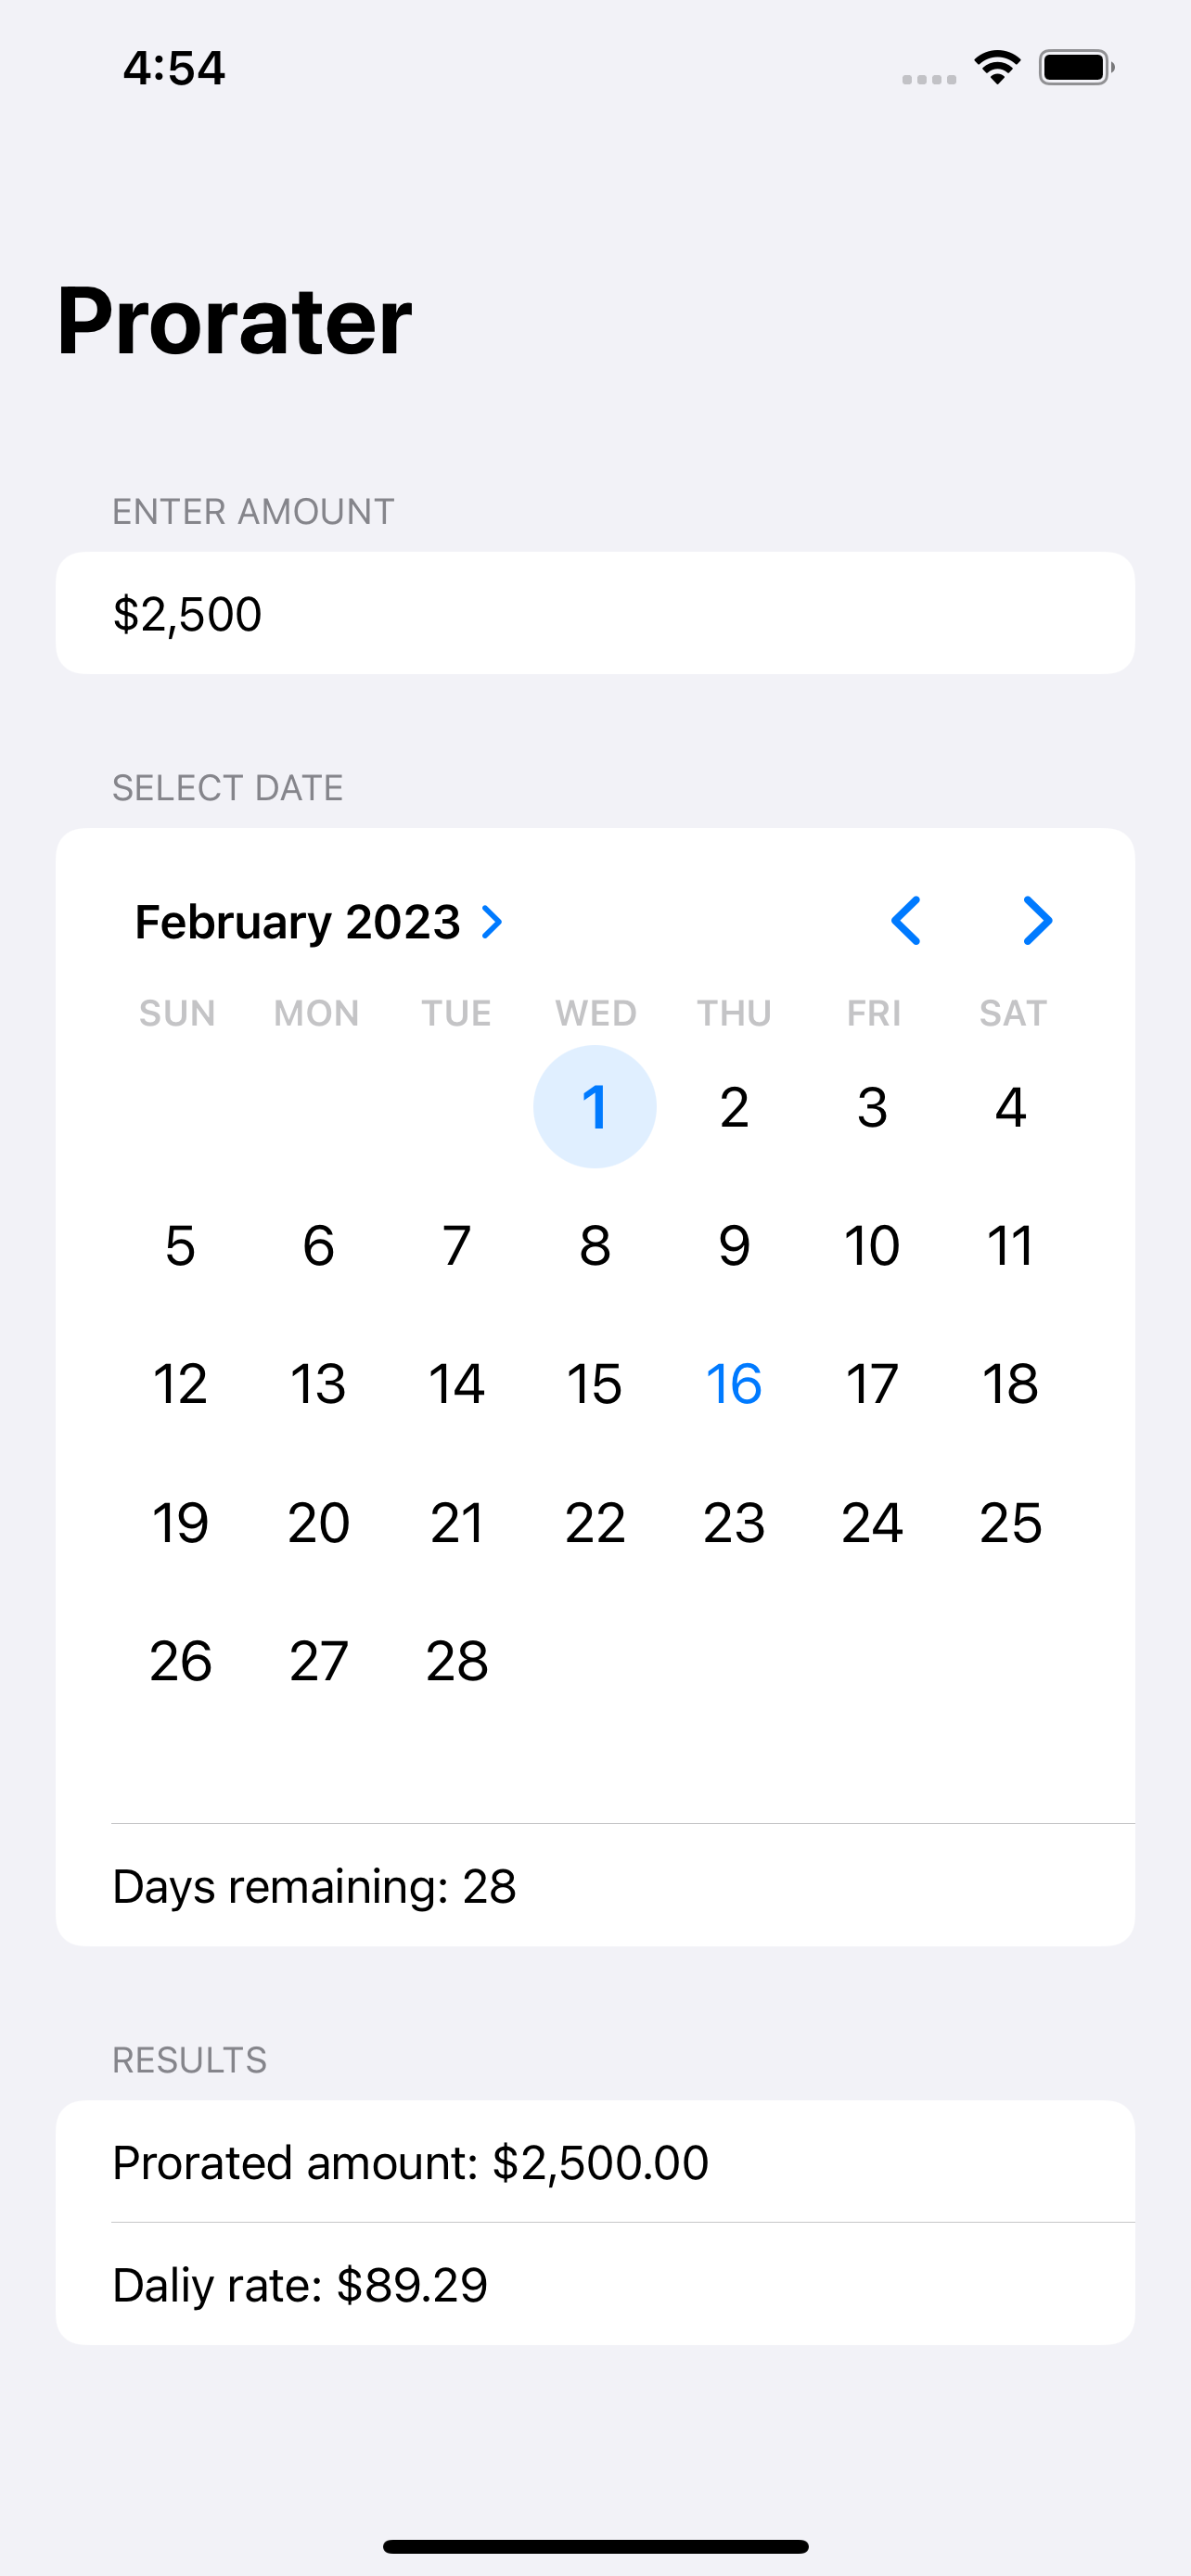 4:54
Prorater
ENTER AMOUNT
$2,500
SELECT DATE
February 2023
SUN MON TUE WED THU FRI SAT
1 2 3 4
5 6 7 8 9 10 11
12 13 14 15 16 17 18
19 20 21 22 23 24 25
26 27 28
Days remaining: 28
RESULTS
Prorated amount: $2,500.00
Daliy rate: $89.29